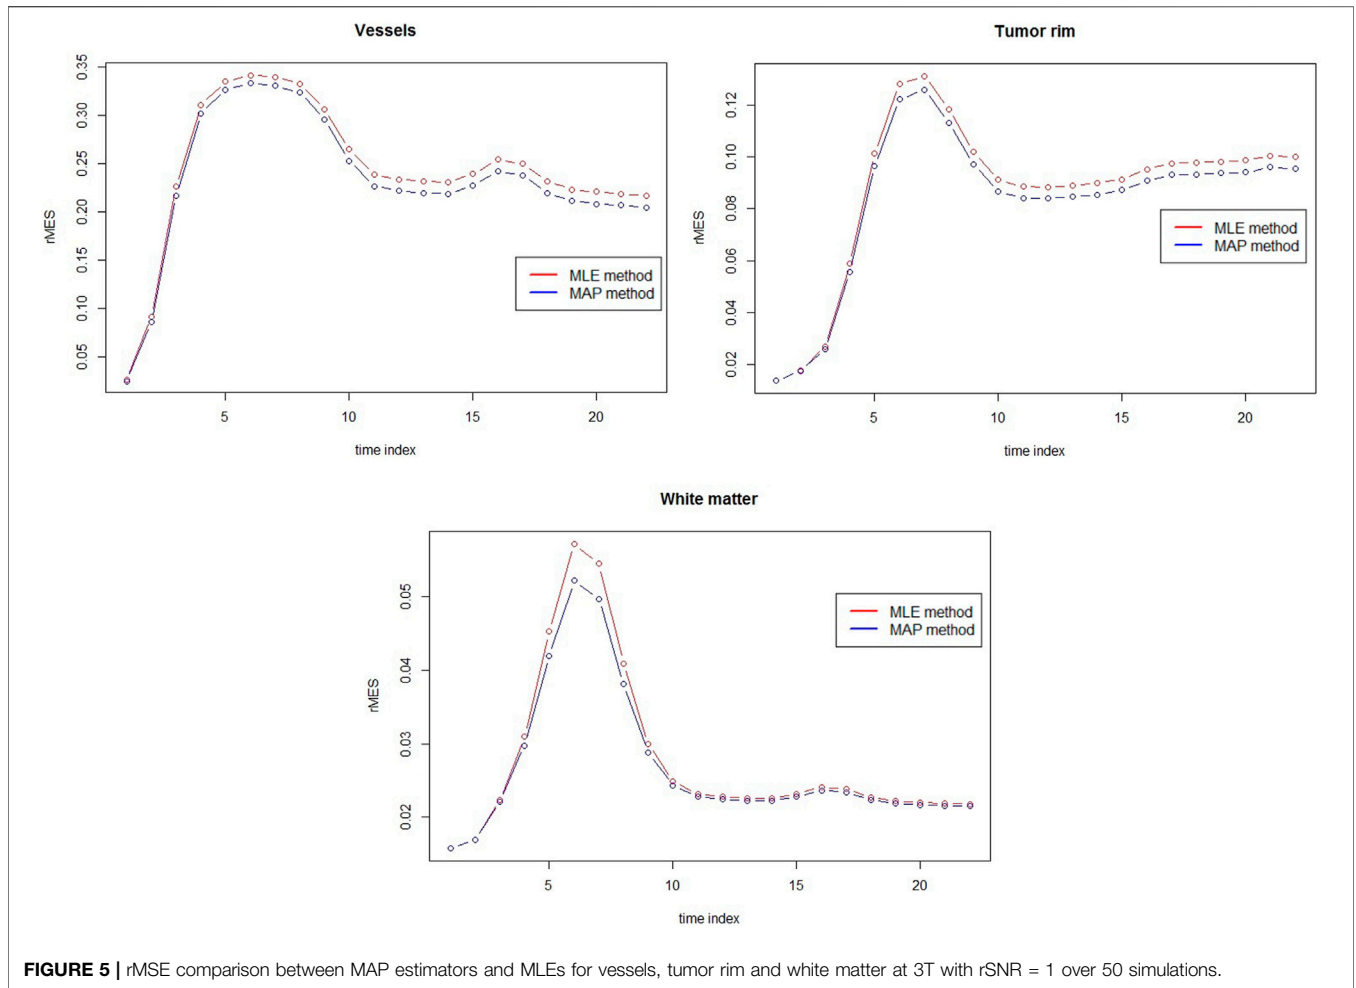 Vessels
rMES
0.35
0.30
0.25
0.20
0.15
0.10
0.05
MLE method
MAP method
5 10 15 20
time index
Tumor rim
rMES
0.12
0.10
0.08
0.06
0.04
0.02
MLE method
MAP method
5 10 15 20
time index
White matter
rMES
0.05
0.04
0.03
0.02
MLE method
MAP method
5 10 15 20
time index
FIGURE 5 | rMSE comparison between MAP estimators and MLEs for vessels, tumor rim and white matter at 3T with rSNR = 1 over 50 simulations.